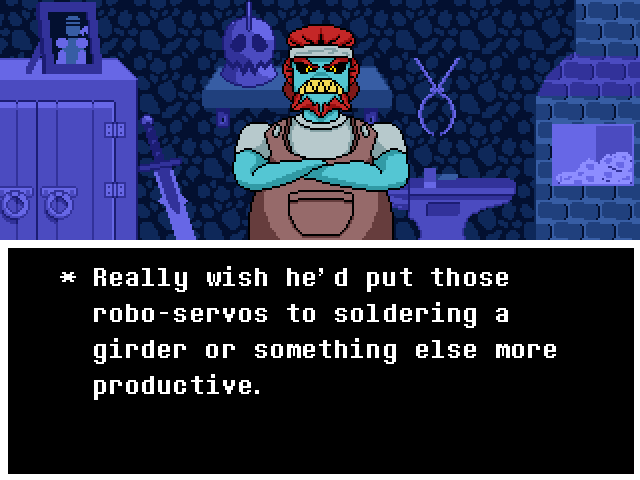 * Really wish he'd put those
robo-servos to soldering a
girder or something else more
productive.